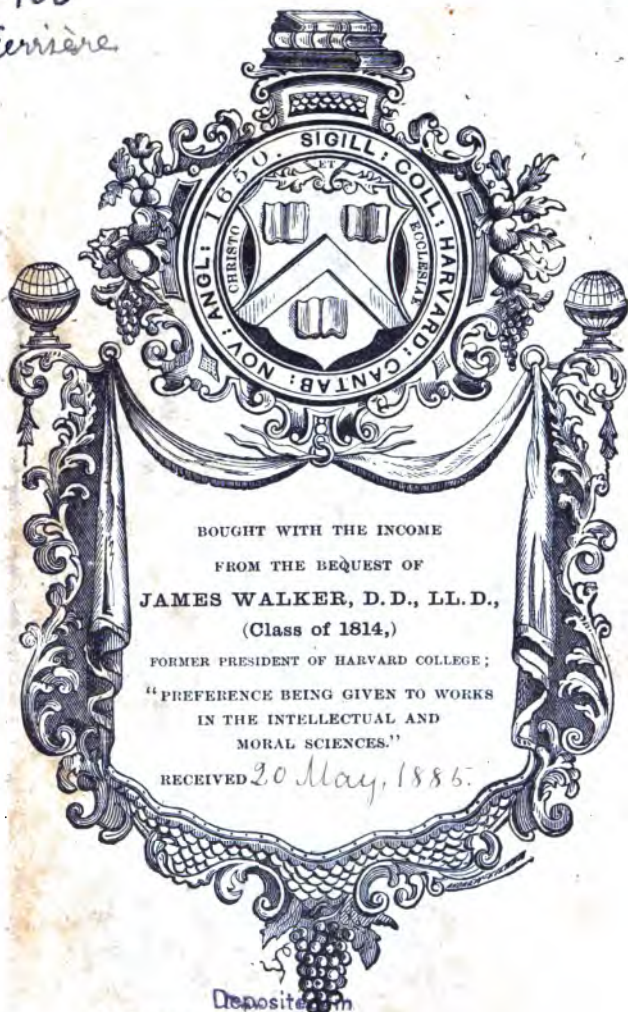 SIGILL: COLL: HARVARD: CANTAB: NOV: ANGL: 1650.
ET
CHRISTO
ECCLESIAE
BOUGHT WITH THE INCOME
FROM THE BEQUEST OF
JAMES WALKER, D.D., LL.D.,
(Class of 1814,)
FORMER PRESIDENT OF HARVARD COLLEGE;
"PREFERENCE BEING GIVEN TO WORKS
IN THE INTELLECTUAL AND
MORAL SCIENCES."
RECEIVED 20 May, 1885.